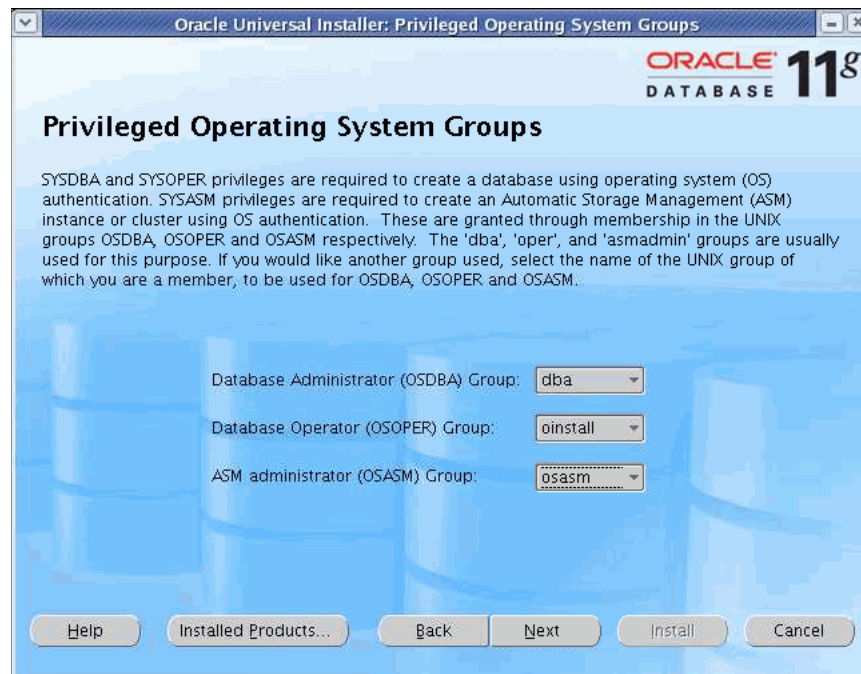 Oracle Universal Installer: Privileged Operating System Groups
ORACLE 11g
DATABASE
Privileged Operating System Groups
SYSDBA and SYSOPER privileges are required to create a database using operating system (OS)
authentication. SYSASM privileges are required to create an Automatic Storage Management (ASM)
instance or cluster using OS authentication. These are granted through membership in the UNIX
groups OSDBA, OSOPER and OSASM respectively. The 'dba', 'oper', and 'asmadmin' groups are usually
used for this purpose. If you would like another group used, select the name of the UNIX group of
which you are a member, to be used for OSDBA, OSOPER and OSASM.
Database Administrator (OSDBA) Group: dba
Database Operator (OSOPER) Group: oinstall
ASM administrator (OSASM) Group: osasm
Help Installed Products... Back Next Install Cancel